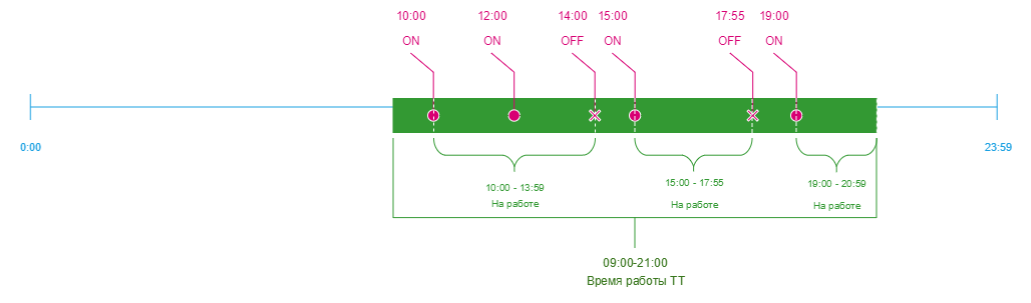 10:00 12:00 14:00 15:00 17:55 19:00
ON ON OFF ON OFF ON
0:00 23:59
10:00 - 13:59 15:00 - 17:55 19:00 - 20:59
На работе На работе На работе
09:00-21:00
Время работы ТТ